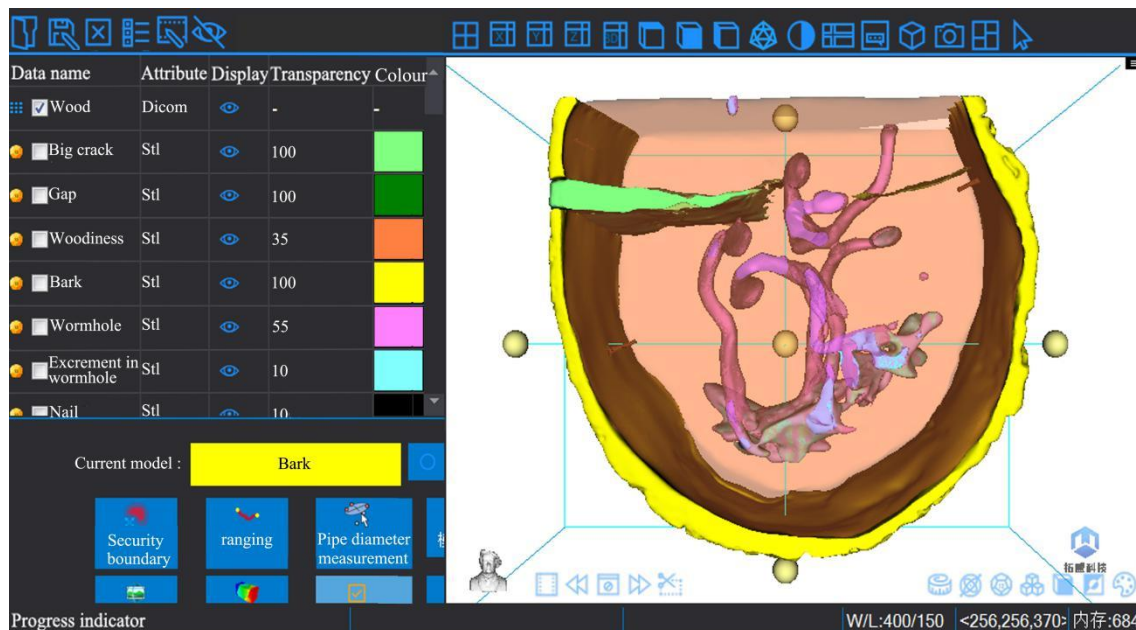 Data name Attribute Display Transparency Colour
Wood Dicom - -
Big crack Stl 100
Gap Stl 100
Woodiness Stl 35
Bark Stl 100
Wormhole Stl 55
Excrement in
wormhole Stl 10
Nail Stl 10
Current model : Bark
Security
boundary
ranging
Pipe diameter
measurement
拓盟科技
Progress indicator W/L:400/150 <256,256,370> 内存:684